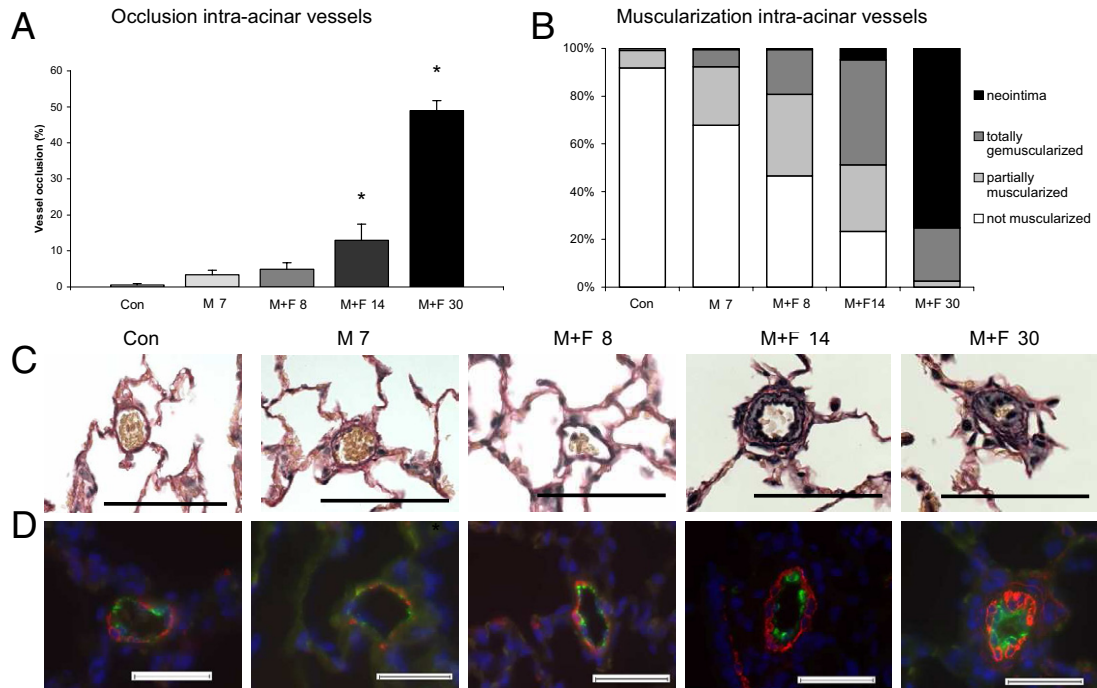 A
Occlusion intra-acinar vessels
Vessel occlusion (%)
60
50
40
30
20
10
0
*
*
Con
M 7
M+F 8
M+F 14
M+F 30
B
Muscularization intra-acinar vessels
100%
80%
60%
40%
20%
0%
Con
M 7
M+F 8
M+F14
M+F 30
neointima
totally
gemuscularized
partially
muscularized
not muscularized
Con
M 7
M+F 8
M+F 14
M+F 30
C
D
*